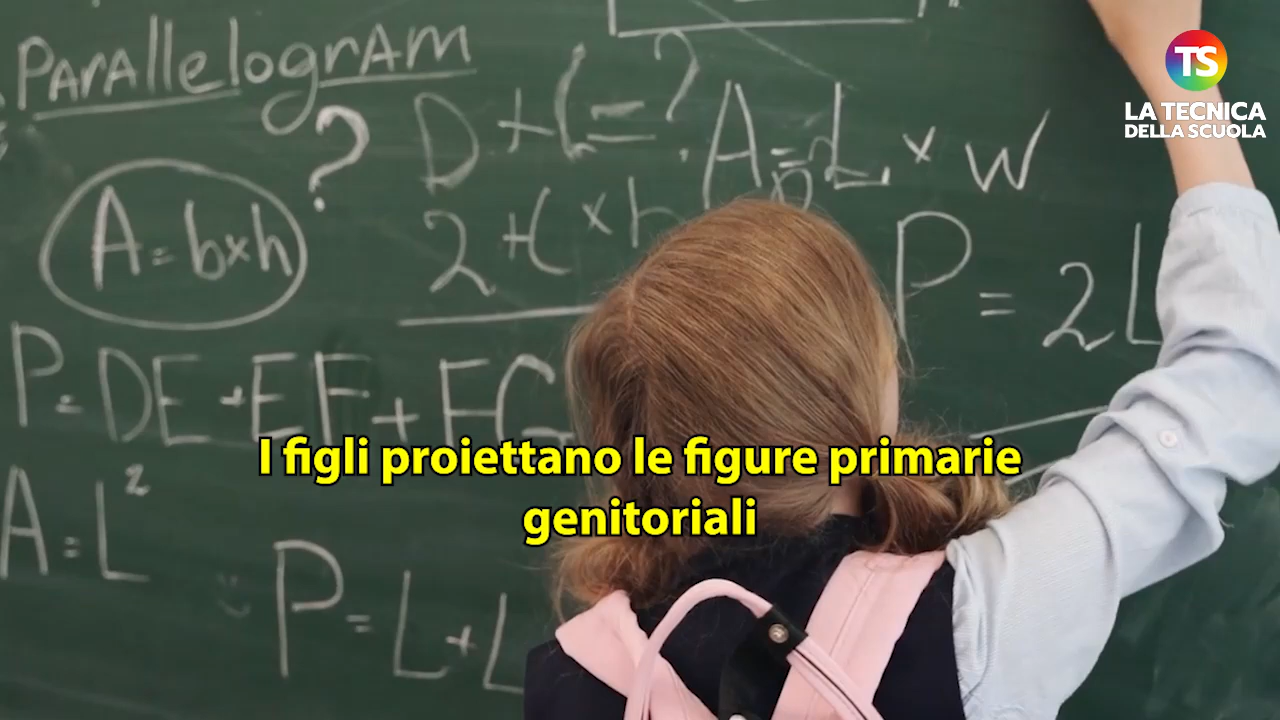 TS
LA TECNICA
DELLA SCUOLA
Parallelogram
?
D + ( = ?
A = L × W
A = b×h
P = 2L
P = DE + EF + FG
A = L²
P = L + L
I figli proiettano le figure primarie
genitoriali